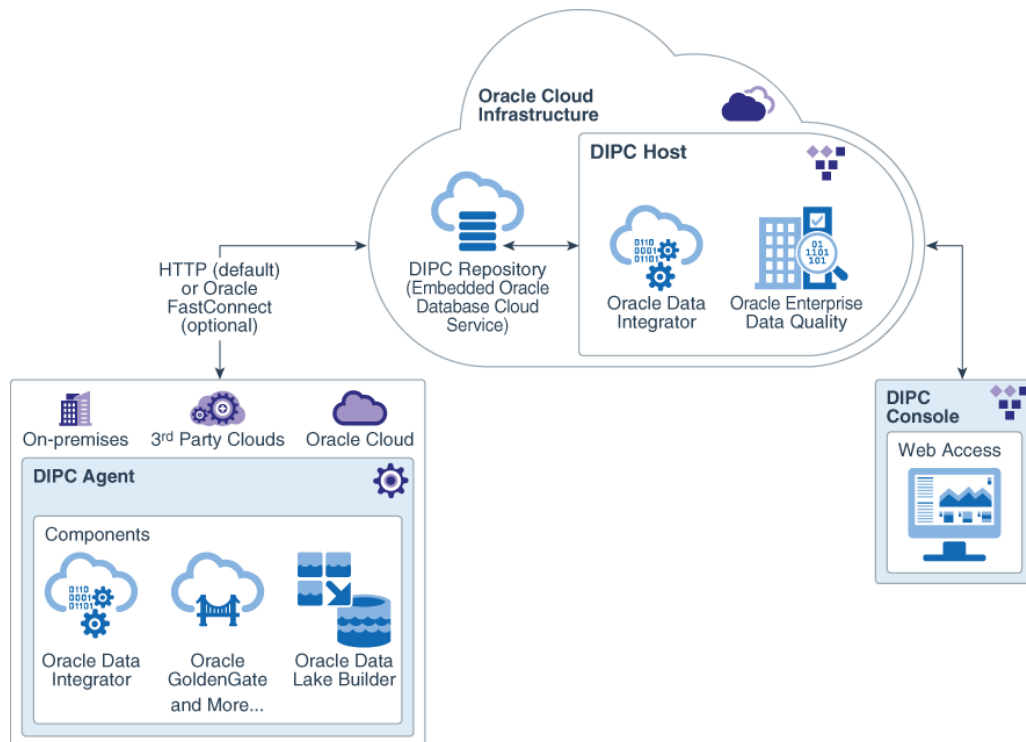 Oracle Cloud
Infrastructure
DIPC Host
DIPC Repository
(Embedded Oracle
Database Cloud
Service)
0110
0001
01101
Oracle Data
Integrator
01
1101
101
Oracle Enterprise
Data Quality
HTTP (default)
or Oracle
FastConnect
(optional)
On-premises
3rd Party Clouds
Oracle Cloud
DIPC Agent
Components
0110
0001
01101
Oracle Data
Integrator
Oracle
GoldenGate
and More...
Oracle Data
Lake Builder
DIPC
Console
Web Access